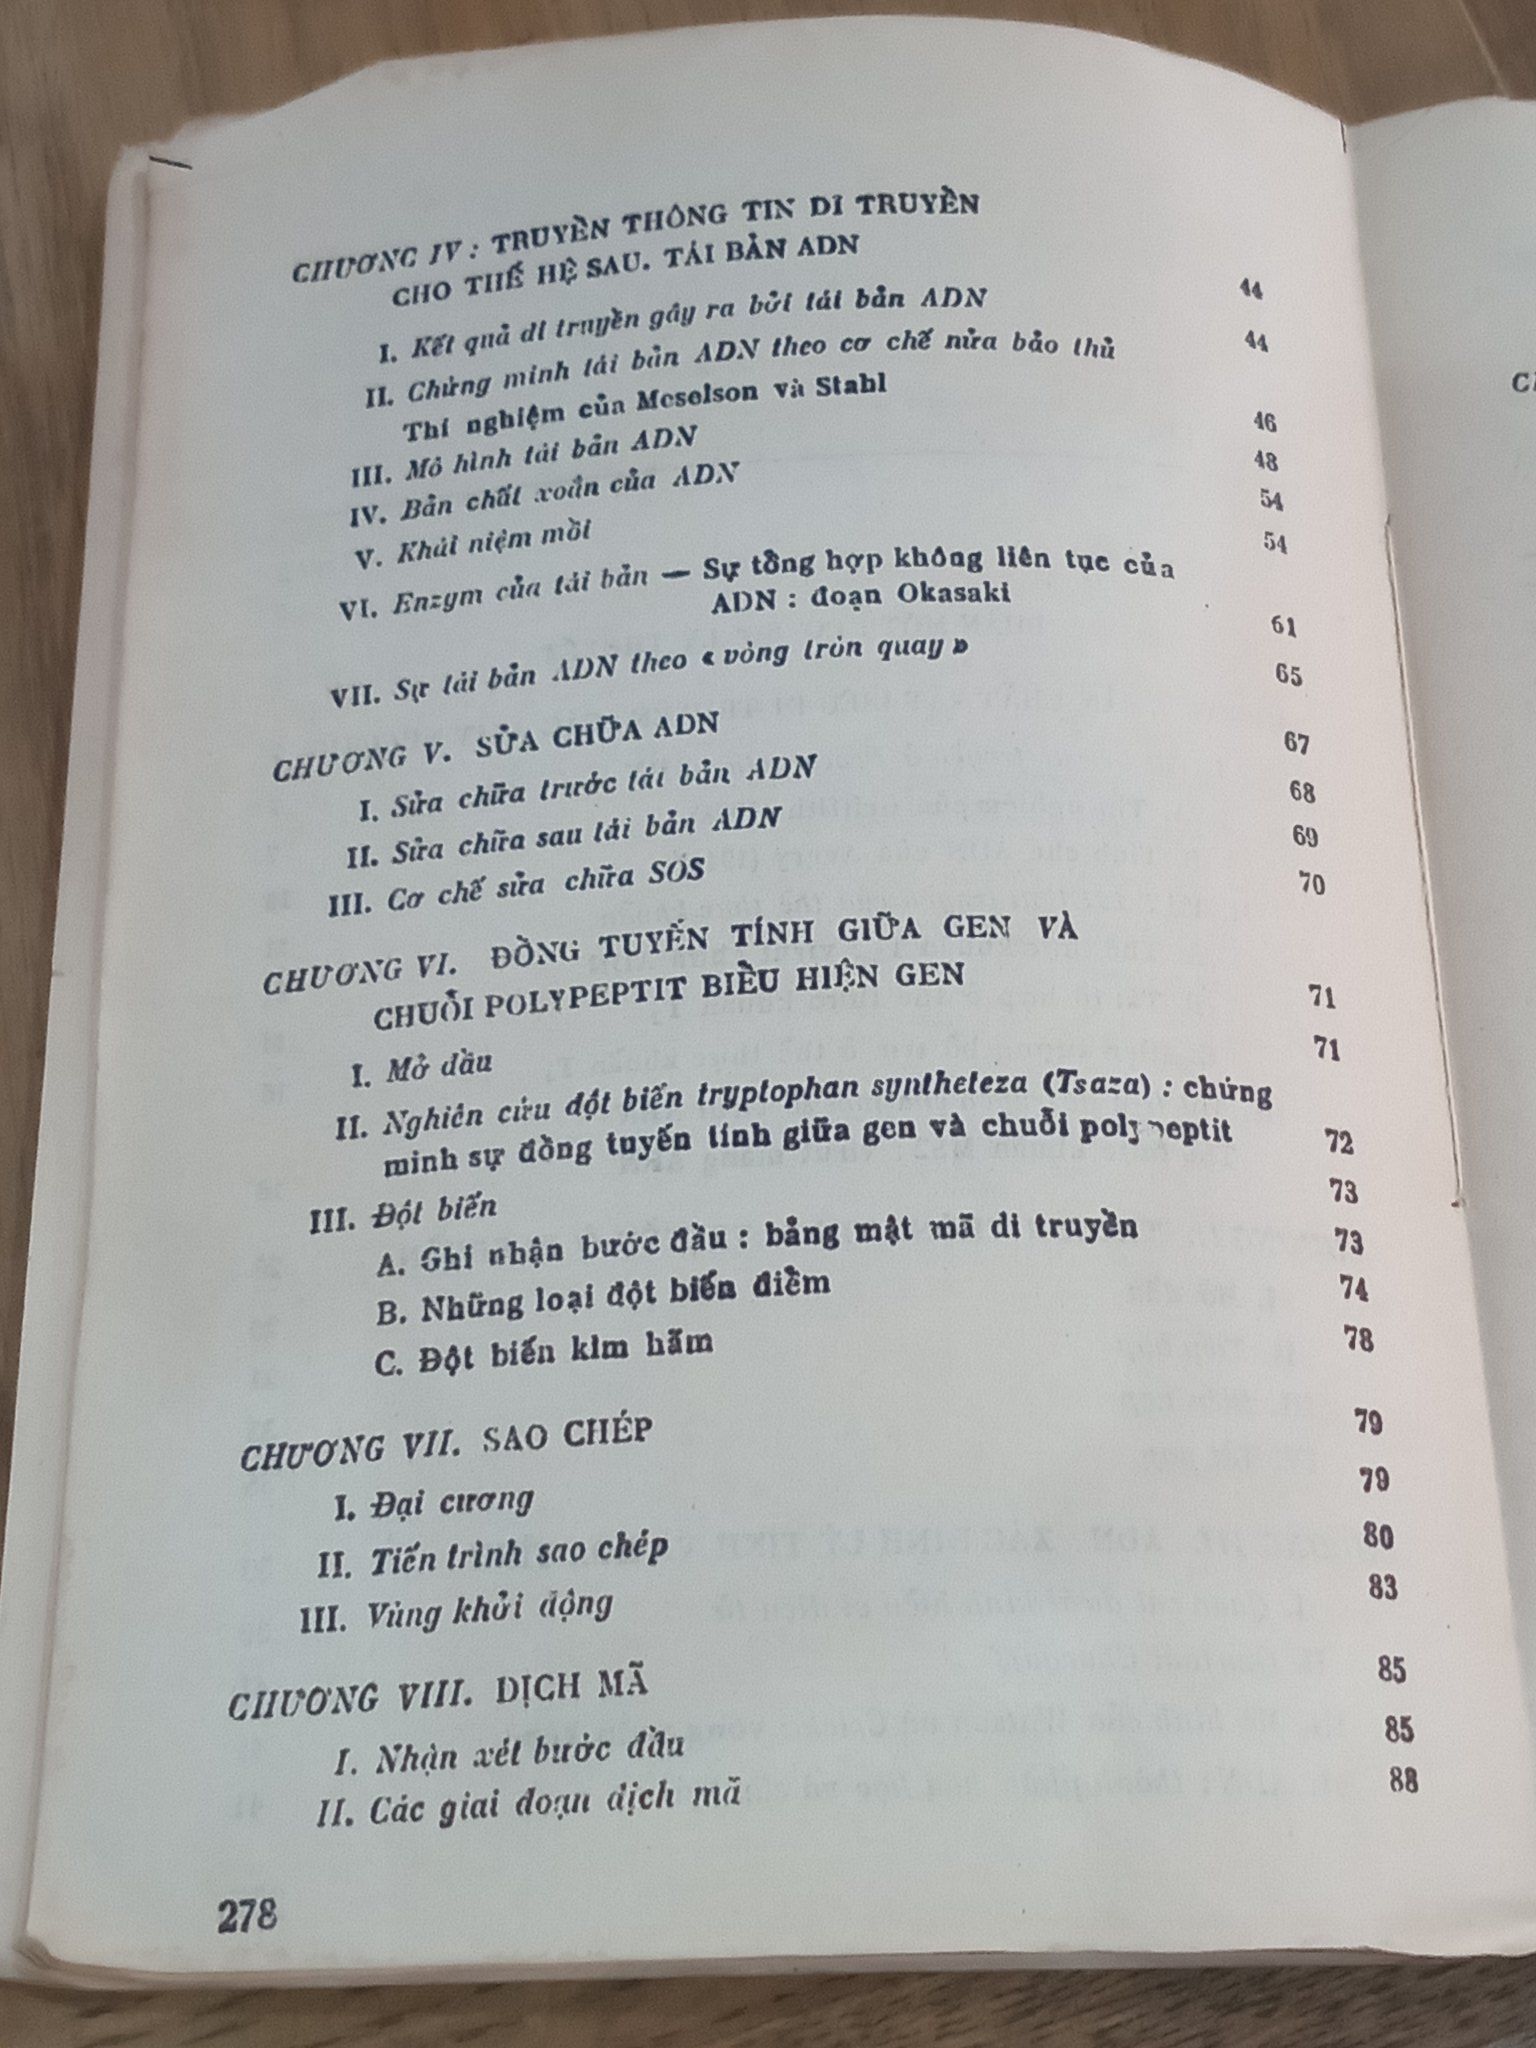 CHƯƠNG IV : TRUYỀN THÔNG TIN DI TRUYỀN
CHO THẾ HỆ SAU. TÁI BẢN ADN 44
I. Kết quả di truyền gây ra bởi tái bản ADN 44
II. Chứng minh tái bản ADN theo cơ chế nửa bảo thủ
Thí nghiệm của Meselson và Stahl 46
III. Mô hình tái bản ADN 48
IV. Bản chất xoắn của ADN 54
V. Khái niệm mồi 54
VI. Enzym của tái bản — Sự tổng hợp không liên tục của
ADN : đoạn Okasaki 61
VII. Sự tái bản ADN theo « vòng tròn quay » 65
CHƯƠNG V. SỬA CHỮA ADN 67
I. Sửa chữa trước tái bản ADN 68
II. Sửa chữa sau tái bản ADN 69
III. Cơ chế sửa chữa SOS 70
CHƯƠNG VI. ĐỒNG TUYẾN TÍNH GIỮA GEN VÀ
CHUỖI POLYPEPTIT BIỂU HIỆN GEN 71
I. Mở đầu 71
II. Nghiên cứu đột biến tryptophan syntheteza (Tsaza) : chứng
minh sự đồng tuyến tính giữa gen và chuỗi polypeptit 72
III. Đột biến 73
A. Ghi nhận bước đầu : bảng mật mã di truyền 73
B. Những loại đột biến điểm 74
C. Đột biến kìm hãm 78
CHƯƠNG VII. SAO CHÉP 79
I. Đại cương 79
II. Tiến trình sao chép 80
III. Vùng khởi động 83
CHƯƠNG VIII. DỊCH MÃ 85
I. Nhận xét bước đầu 85
II. Các giai đoạn dịch mã 88
278